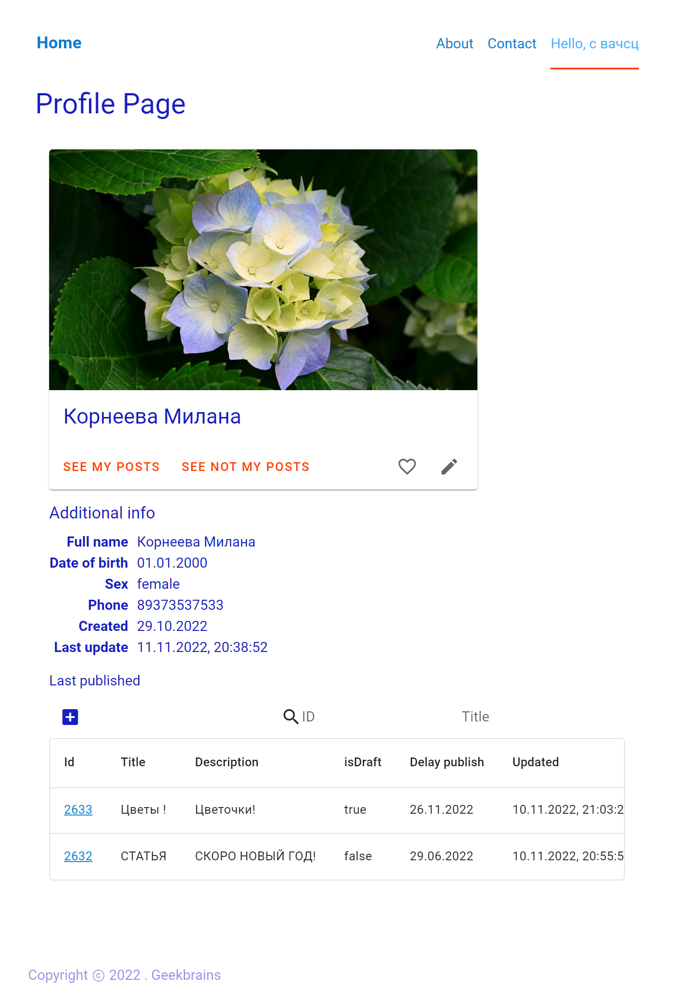 Home About Contact Hello, с вачсц
Profile Page
Корнеева Милана
SEE MY POSTS SEE NOT MY POSTS
Additional info
Full name Корнеева Милана
Date of birth 01.01.2000
Sex female
Phone 89373537533
Created 29.10.2022
Last update 11.11.2022, 20:38:52
Last published
ID Title
Id Title Description isDraft Delay publish Updated
2633 Цветы ! Цветочки! true 26.11.2022 10.11.2022, 21:03:2
2632 СТАТЬЯ СКОРО НОВЫЙ ГОД! false 29.06.2022 10.11.2022, 20:55:5
Copyright ⓒ 2022 . Geekbrains